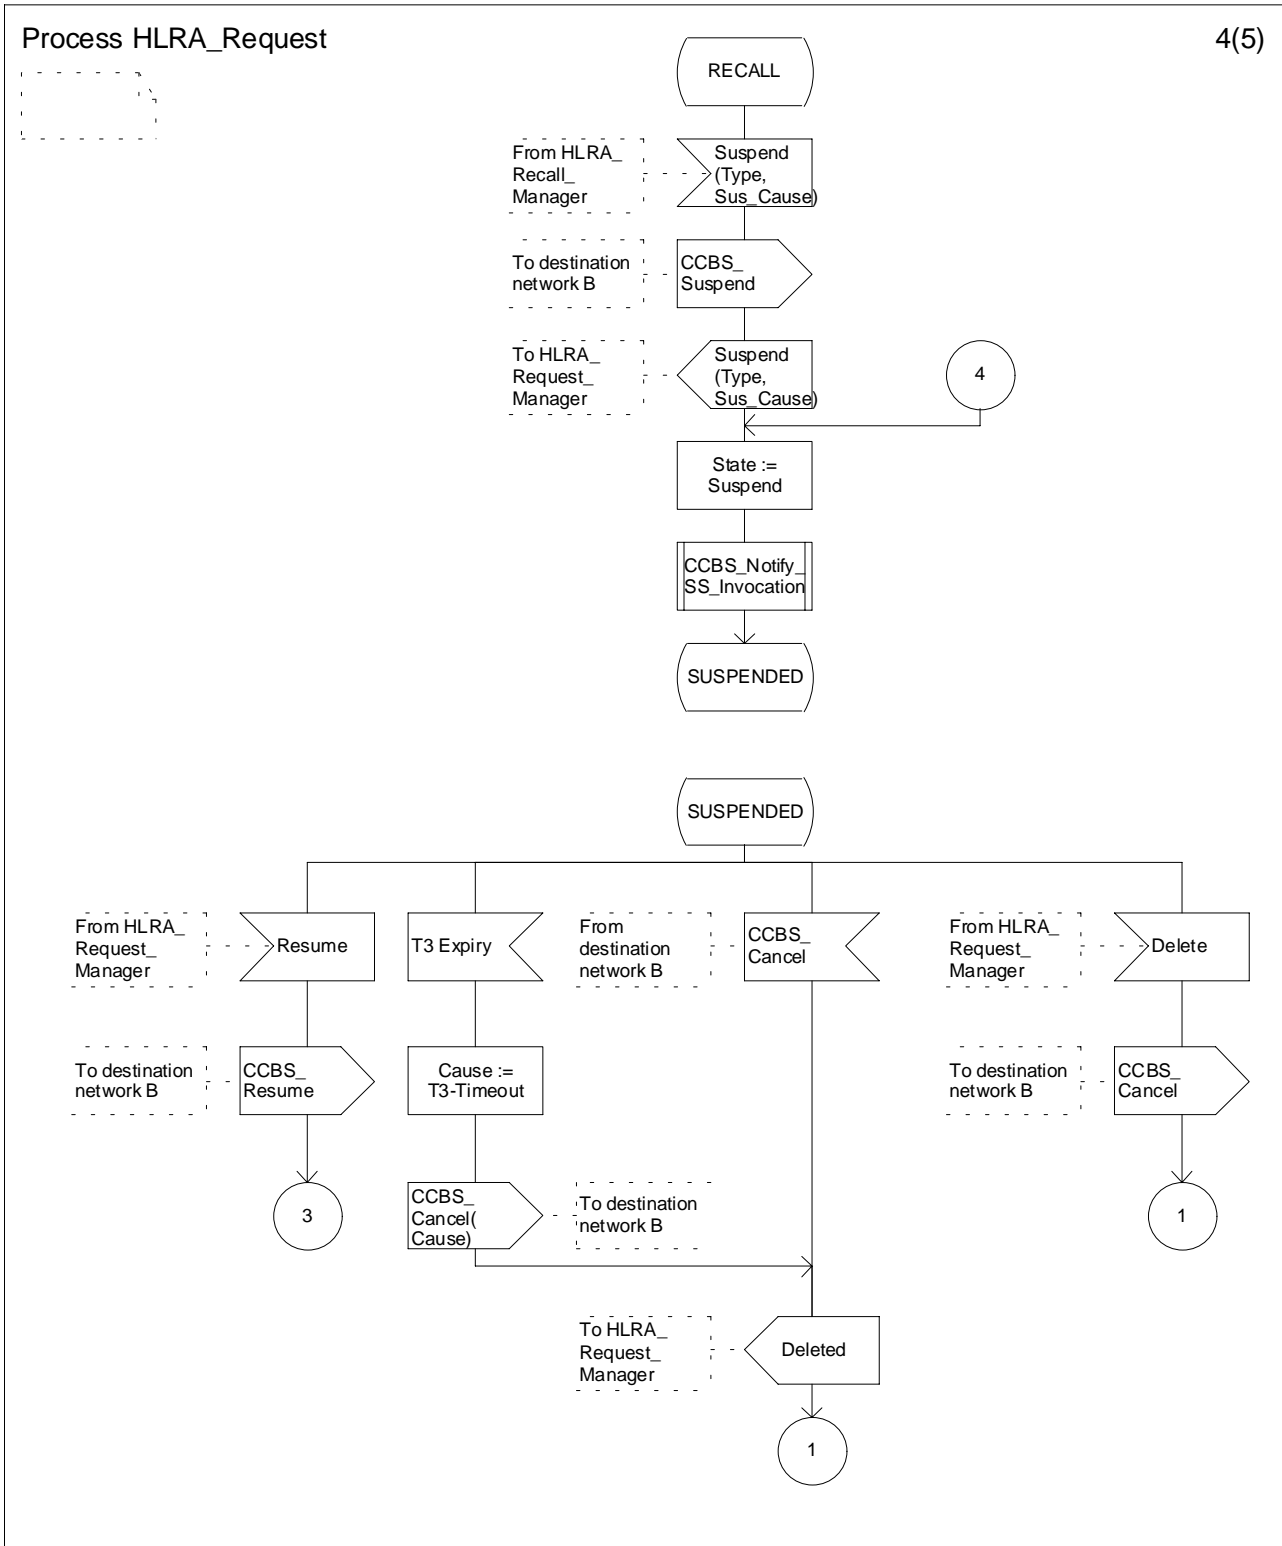 Process HLRA_Request
4(5)
RECALL
From HLRA_
Recall_
Manager
Suspend
(Type,
Sus_Cause)
To destination
network B
CCBS_
Suspend
To HLRA_
Request_
Manager
Suspend
(Type,
Sus_Cause)
4
State :=
Suspend
CCBS_Notify_
SS_Invocation
SUSPENDED
SUSPENDED
From HLRA_
Request_
Manager
Resume
T3 Expiry
From
destination
network B
CCBS_
Cancel
From HLRA_
Request_
Manager
Delete
To destination
network B
CCBS_
Resume
Cause :=
T3-Timeout
To destination
network B
CCBS_
Cancel
3
CCBS_
Cancel(
Cause)
To destination
network B
1
To HLRA_
Request_
Manager
Deleted
1